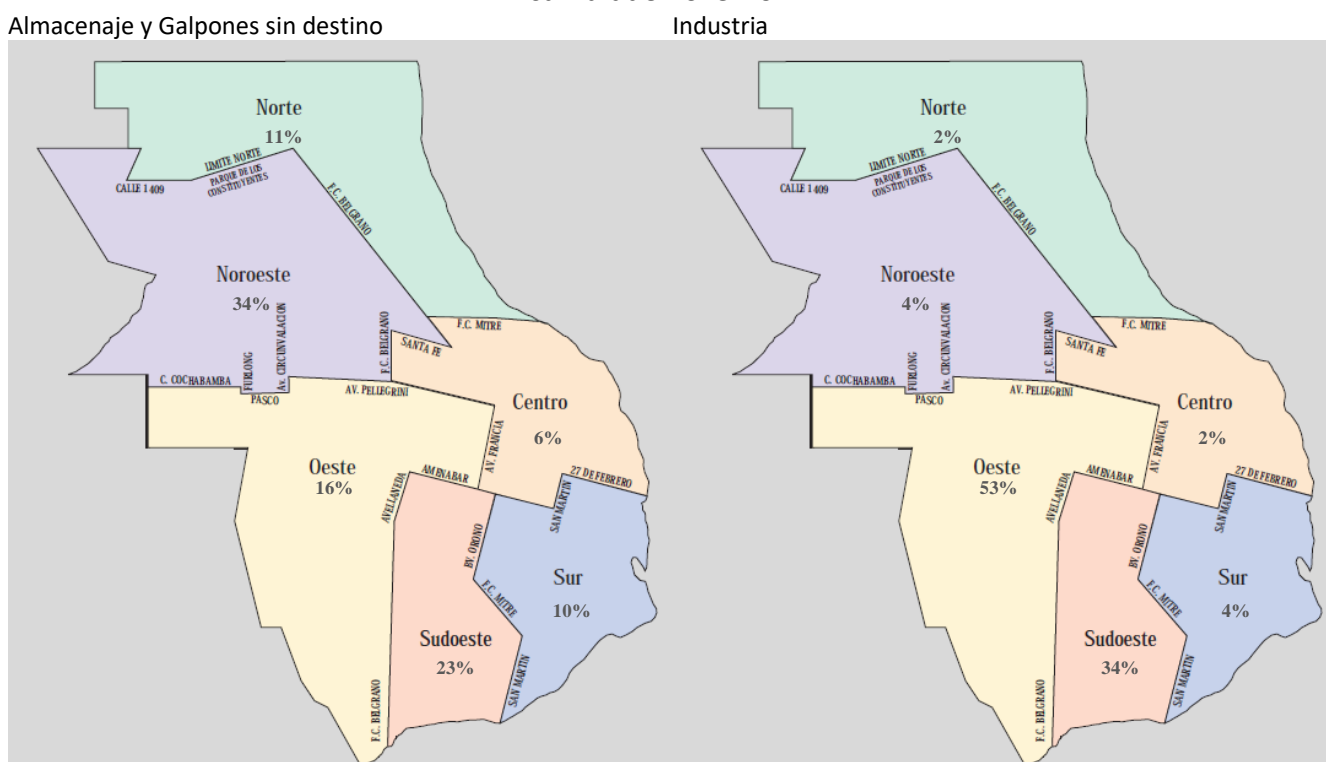 Almacenaje y Galpones sin destino
Industria
Norte
11%
LIMITE NORTE
PARQUE DE LOS
CONSTITUYENTES
CALLE 1409
F.C. BELGRANO
Noroeste
34%
F.C. MITRE
F.C. BELGRANO
SANTA FE
Av. CIRCUNVALACION
FURLONG
C. COCHABAMBA
PASCO
AV. PELLEGRINI
Centro
6%
AV. FRANCIA
27 DE FEBRERO
AMENABAR
SAN MARTIN
AVELLANEDA
Oeste
16%
BV. OROÑO
F.C. MITRE
Sur
10%
Sudoeste
23%
SAN MARTIN
F.C. BELGRANO
Norte
2%
LIMITE NORTE
PARQUE DE LOS
CONSTITUYENTES
CALLE 1409
F.C. BELGRANO
Noroeste
4%
F.C. MITRE
F.C. BELGRANO
SANTA FE
Av. CIRCUNVALACION
FURLONG
C. COCHABAMBA
PASCO
AV. PELLEGRINI
Centro
2%
AV. FRANCIA
27 DE FEBRERO
AMENABAR
SAN MARTIN
AVELLANEDA
Oeste
53%
BV. OROÑO
F.C. MITRE
Sur
4%
Sudoeste
34%
SAN MARTIN
F.C. BELGRANO